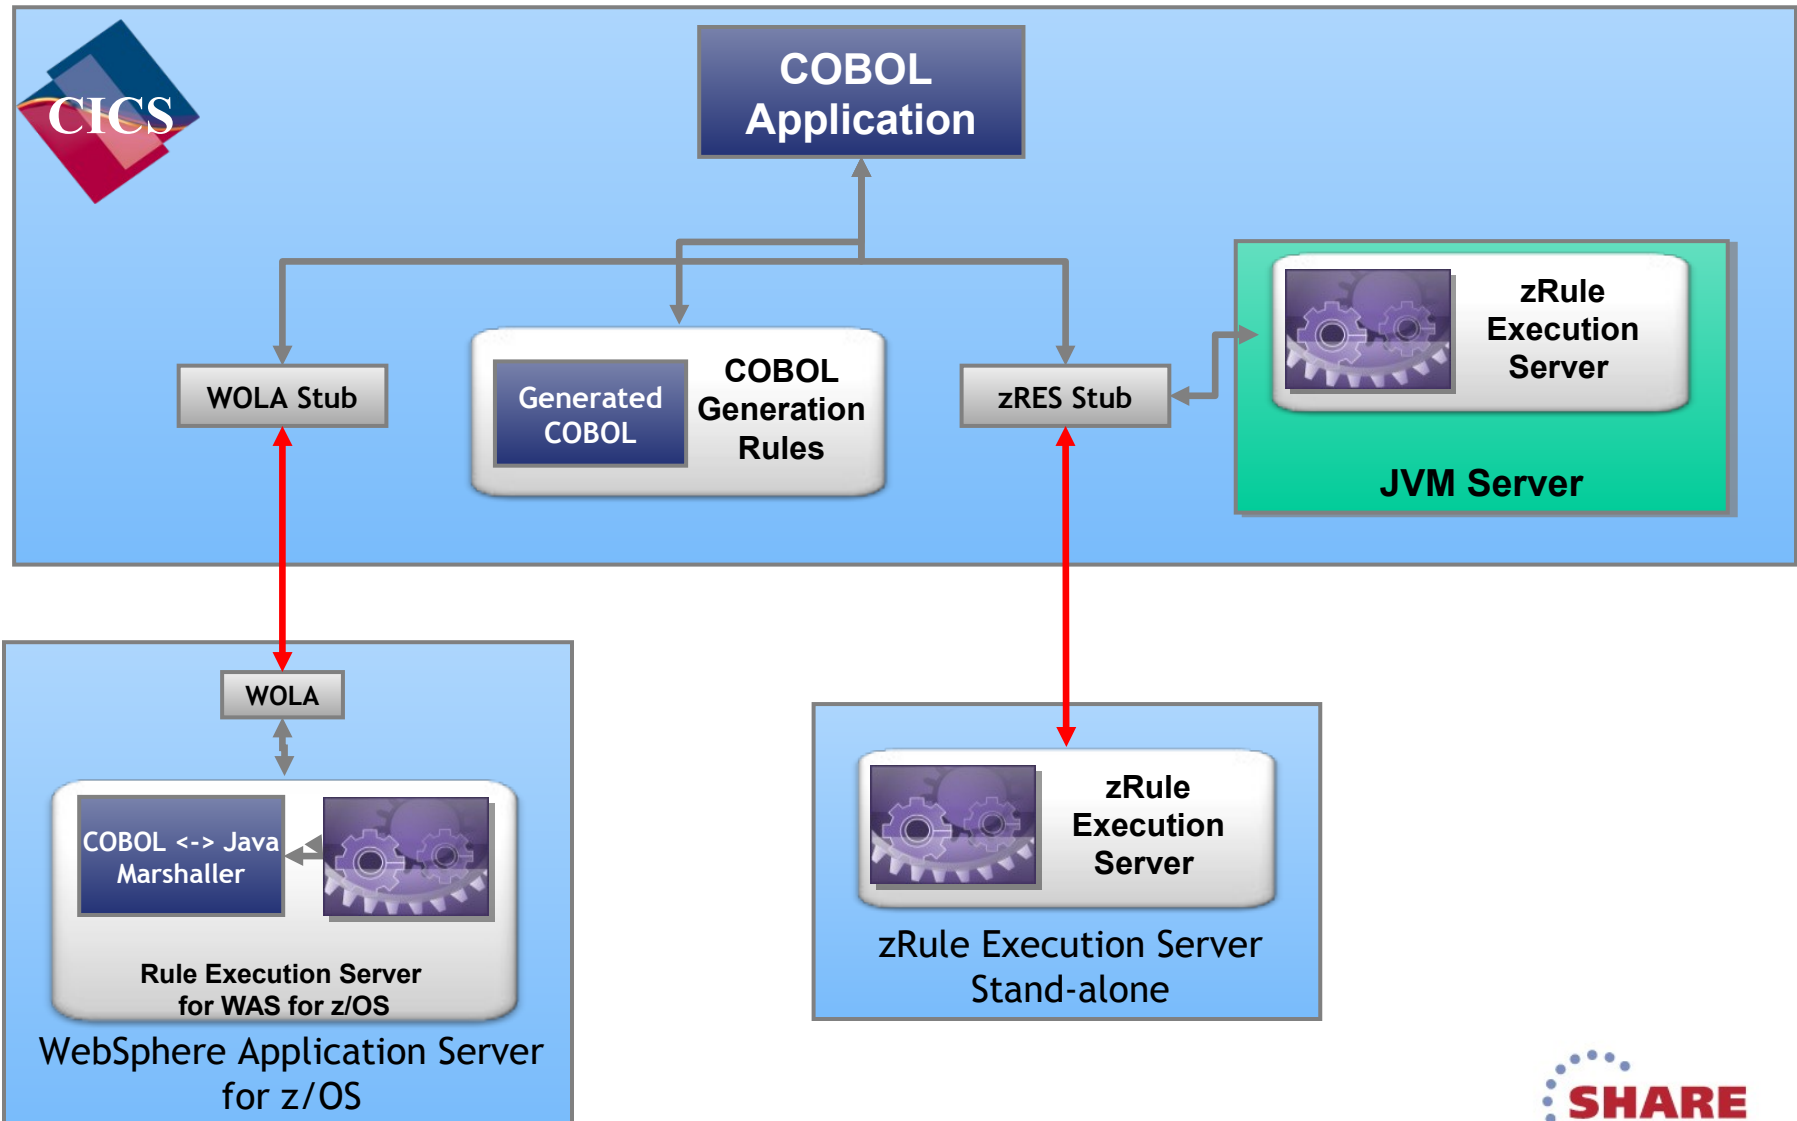 CICS
COBOL
Application
WOLA Stub
Generated
COBOL
COBOL
Generation
Rules
zRES Stub
zRule
Execution
Server
JVM Server
WOLA
COBOL <-> Java
Marshaller
Rule Execution Server
for WAS for z/OS
WebSphere Application Server
for z/OS
zRule
Execution
Server
zRule Execution Server
Stand-alone
SHARE